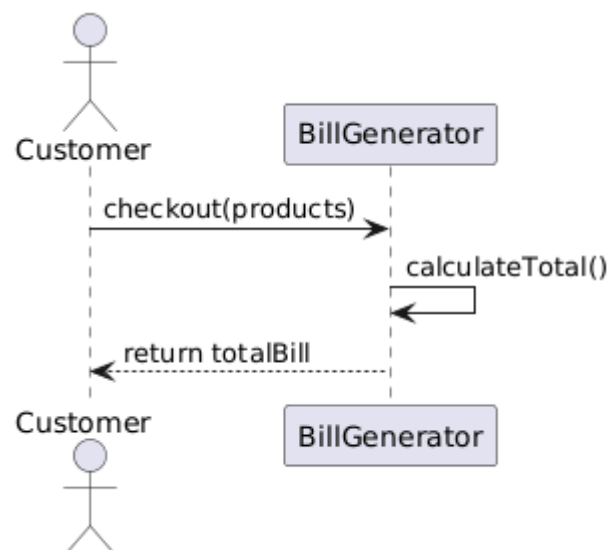 Customer
BillGenerator
checkout(products)
calculateTotal()
return totalBill
Customer
BillGenerator